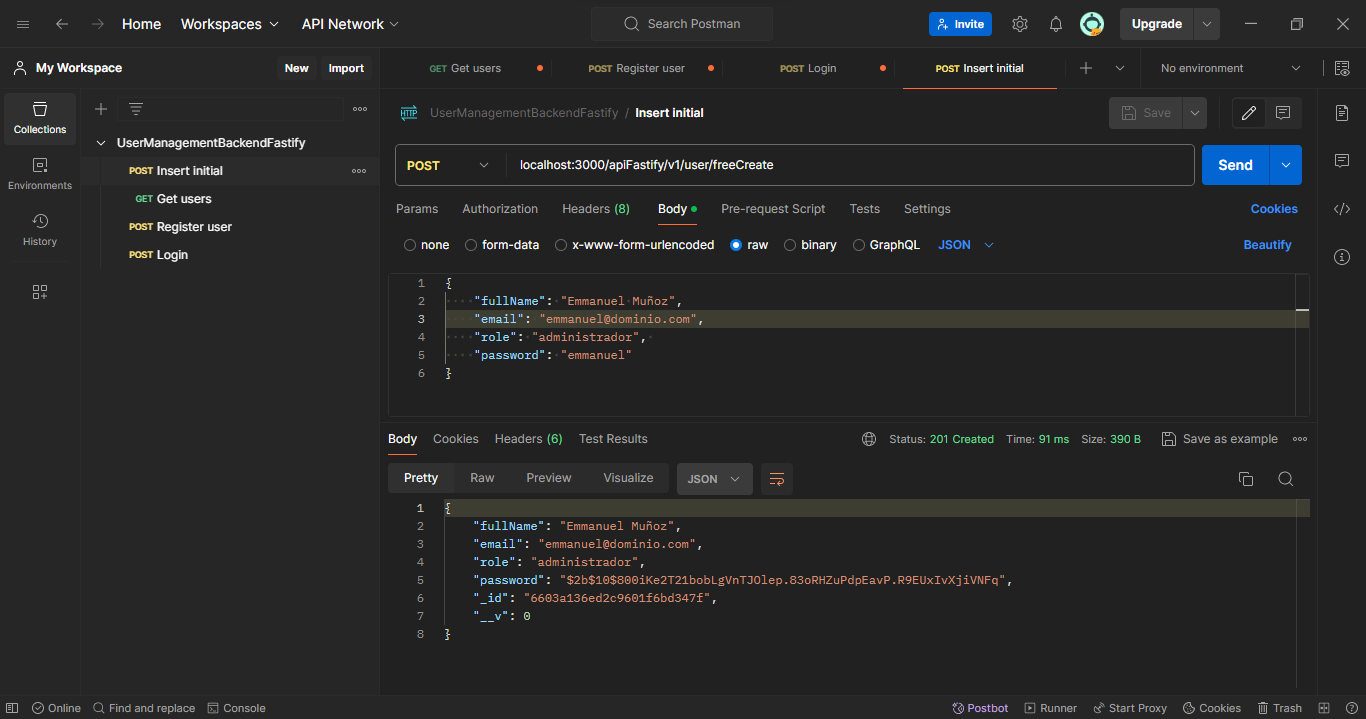 Home Workspaces API Network Search Postman Invite Upgrade
My Workspace New Import GET Get users POST Register user POST Login POST Insert initial No environment
Collections
Environments
History
UserManagementBackendFastify
POST Insert initial
GET Get users
POST Register user
POST Login
HTTP UserManagementBackendFastify / Insert initial Save
POST localhost:3000/apiFastify/v1/user/freeCreate Send
Params Authorization Headers (8) Body Pre-request Script Tests Settings Cookies
none form-data x-www-form-urlencoded raw binary GraphQL JSON Beautify
1 {
2 "fullName": "Emmanuel Muñoz",
3 "email": "emmanuel@dominio.com",
4 "role": "administrador",
5 "password": "emmanuel"
6 }
Body Cookies Headers (6) Test Results Status: 201 Created Time: 91 ms Size: 390 B Save as example
Pretty Raw Preview Visualize JSON
1 {
2 "fullName": "Emmanuel Muñoz",
3 "email": "emmanuel@dominio.com",
4 "role": "administrador",
5 "password": "$2b$10$800iKe2T21bobLgVnTJOlep.83oRHZuPdpEavP.R9EUxIvXjiVNFq",
6 "_id": "6603a136ed2c9601f6bd347f",
7 "__v": 0
8 }
Online Find and replace Console Postbot Runner Start Proxy Cookies Trash